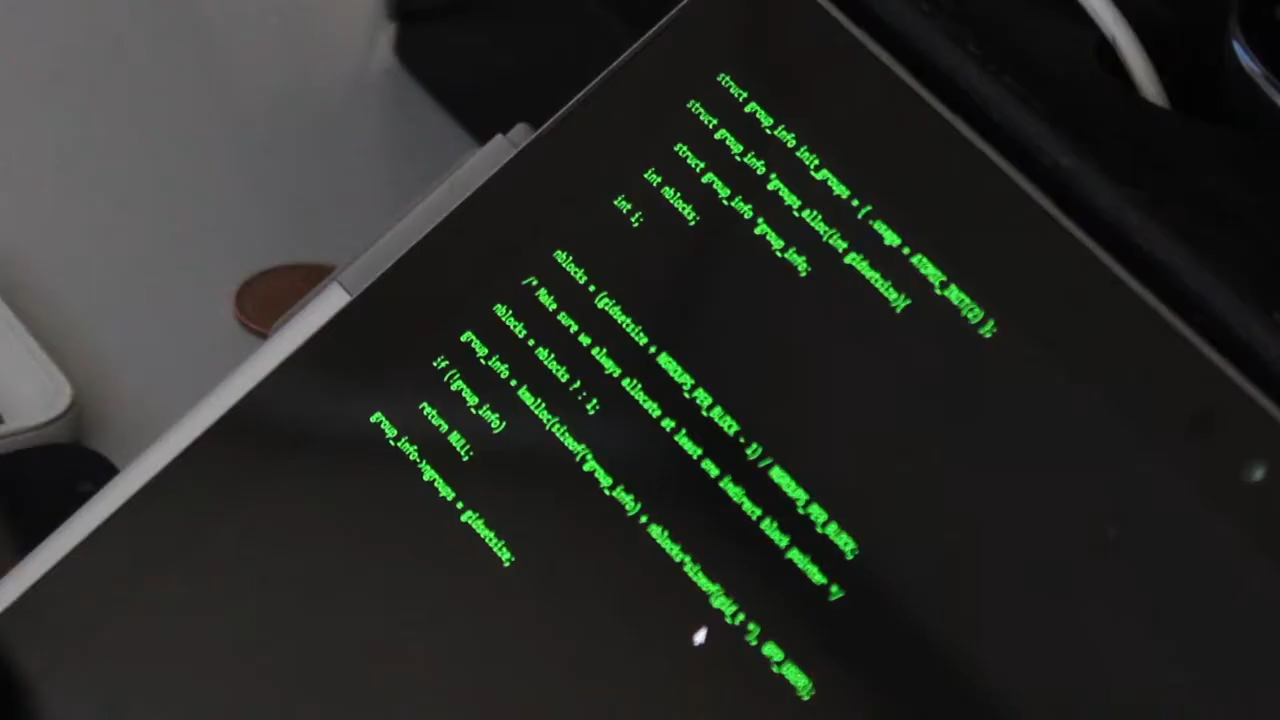 struct group_info init_groups = { .usage = ATOMIC_INIT(2) };
struct group_info *groups_alloc(int gidsetsize){
struct group_info *group_info;
int nblocks;
int i;
nblocks = (gidsetsize + NGROUPS_PER_BLOCK - 1) / NGROUPS_PER_BLOCK;
/* Make sure we always allocate at least one indirect block pointer */
nblocks = nblocks ? : 1;
group_info = kmalloc(sizeof(*group_info) + nblocks*sizeof(gid_t *), GFP_USER);
if (!group_info)
return NULL;
group_info->ngroups = gidsetsize;